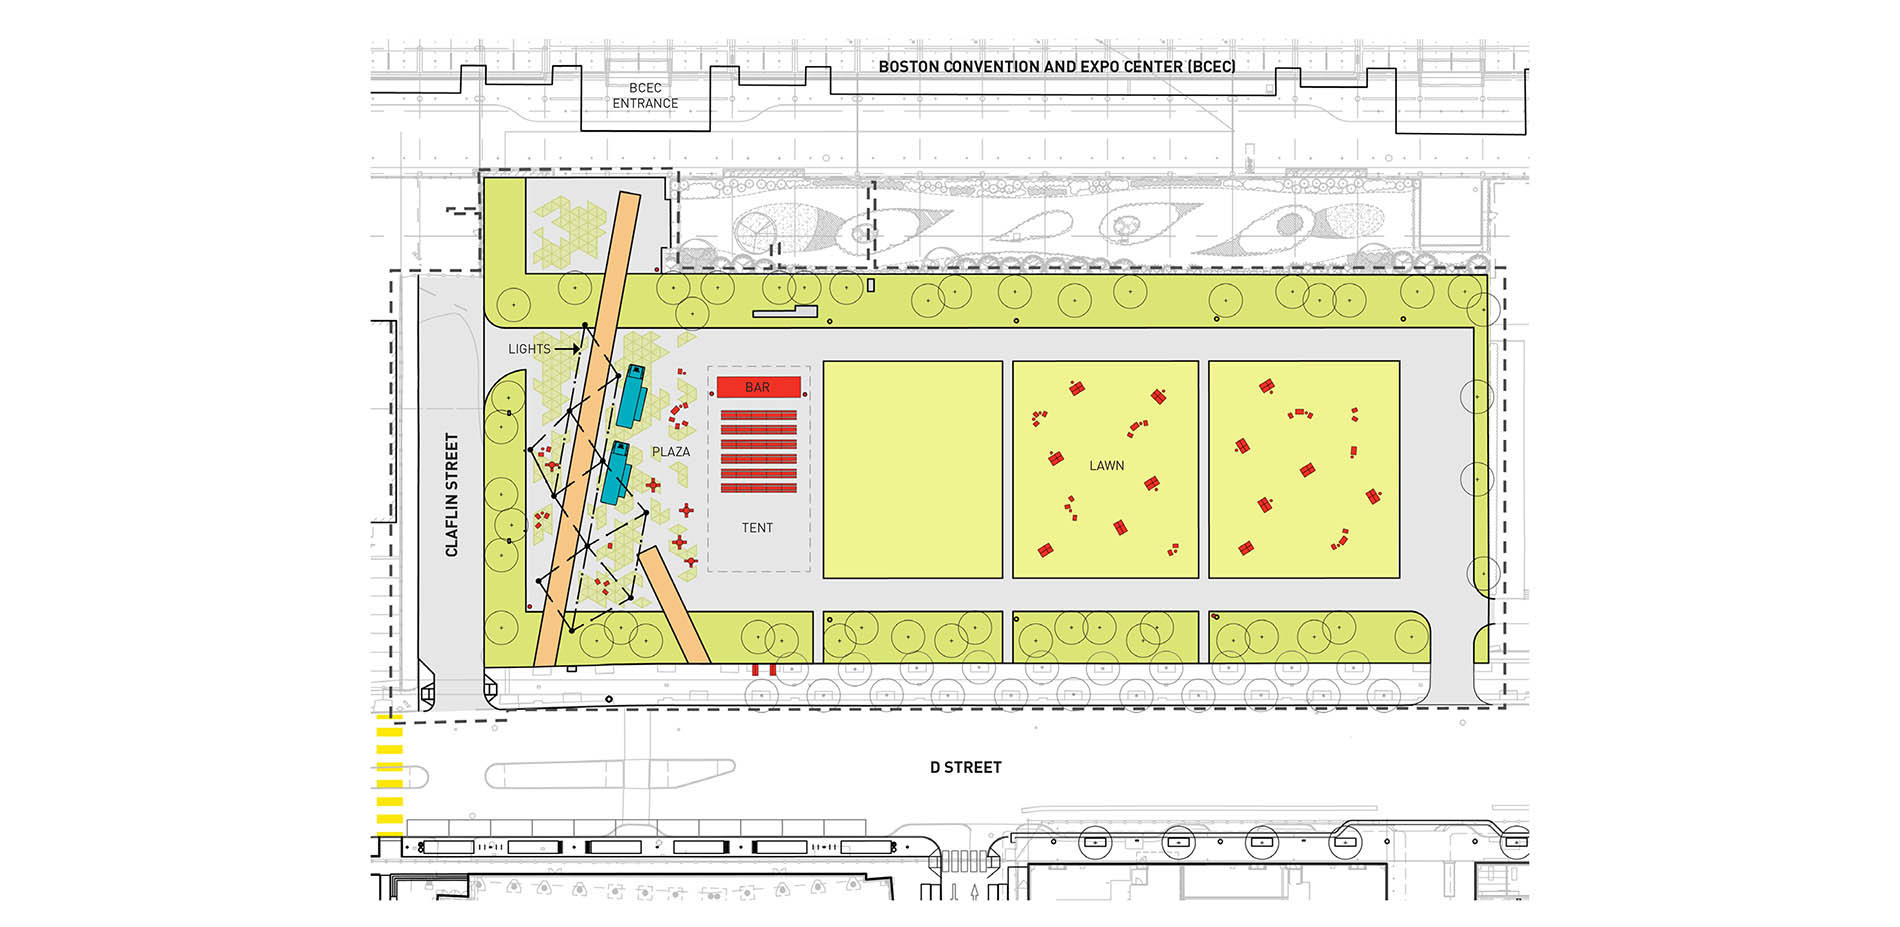 BOSTON CONVENTION AND EXPO CENTER (BCEC)
BCEC
ENTRANCE
LIGHTS
BAR
PLAZA
LAWN
TENT
CLAFLIN STREET
D STREET